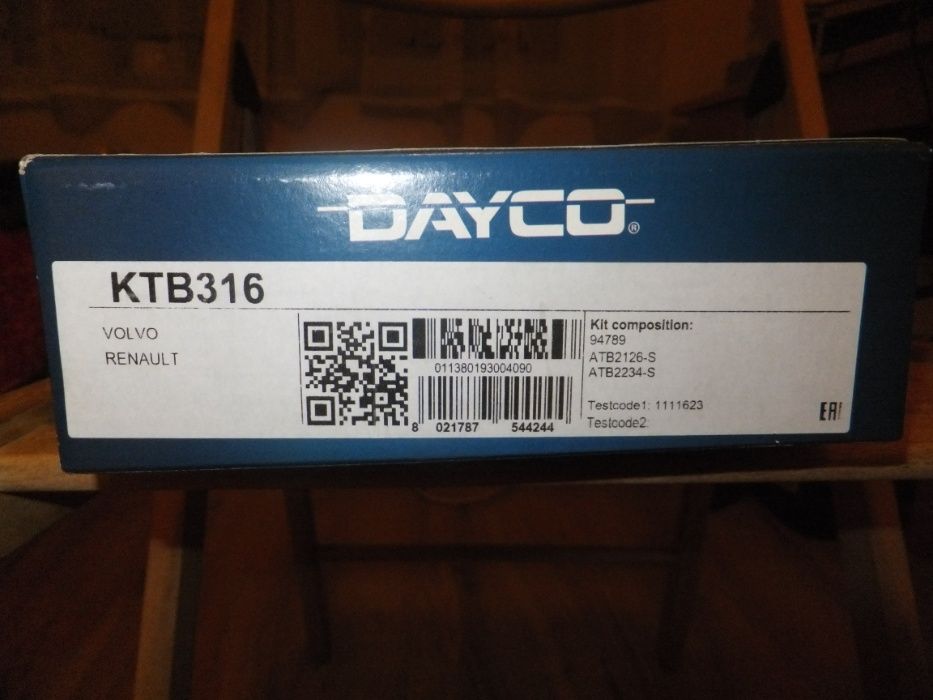 DAYCO®
KTB316
VOLVO
RENAULT
011380193004090
8 021787 544244
Kit composition:
94789
ATB2126-S
ATB2234-S
Testcode1: 1111623
Testcode2:
EAC